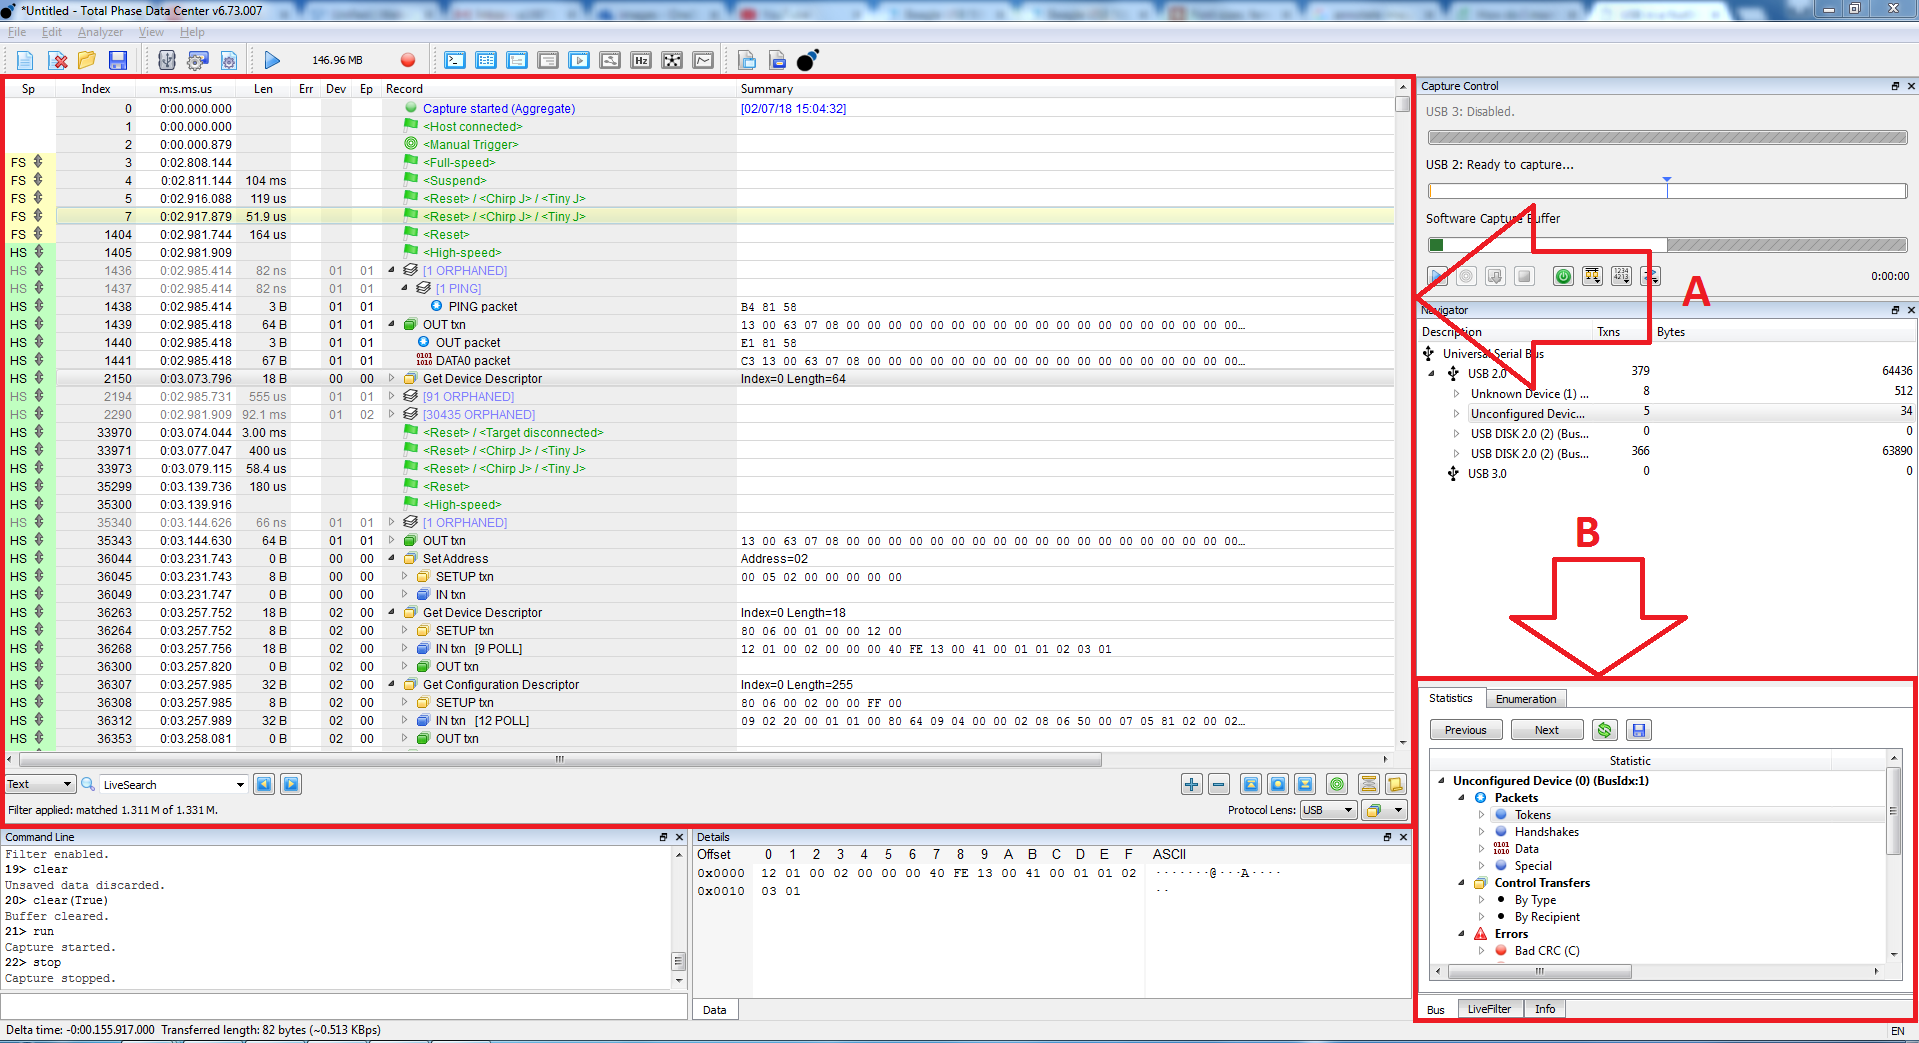 *Untitled - Total Phase Data Center v6.73.007
File Edit Analyzer View Help
146.96 MB
Sp Index m:s.ms.us Len Err Dev Ep Record Summary
0 0:00.000.000 Capture started (Aggregate) [02/07/18 15:04:32]
1 0:00.000.000 <Host connected>
2 0:00.000.879 <Manual Trigger>
FS 3 0:02.808.144 <Full-speed>
FS 4 0:02.811.144 104 ms <Suspend>
FS 5 0:02.916.088 119 us <Reset> / <Chirp J> / <Tiny J>
FS 7 0:02.917.879 51.9 us <Reset> / <Chirp J> / <Tiny J>
FS 1404 0:02.981.744 164 us <Reset>
HS 1405 0:02.981.909 <High-speed>
HS 1436 0:02.985.414 82 ns 01 01 [1 ORPHANED]
HS 1437 0:02.985.414 82 ns 01 01 [1 PING]
HS 1438 0:02.985.414 3 B 01 01 PING packet B4 81 58
HS 1439 0:02.985.418 64 B 01 01 OUT txn 13 00 63 07 08 00 00 00 00 00 00 00 00 00 00 00 00 00 00 00 00...
HS 1440 0:02.985.418 3 B 01 01 OUT packet E1 81 58
HS 1441 0:02.985.418 67 B 01 01 DATA0 packet C3 13 00 63 07 08 00 00 00 00 00 00 00 00 00 00 00 00 00 00 00...
HS 2150 0:03.073.796 18 B 00 00 Get Device Descriptor Index=0 Length=64
HS 2194 0:02.985.731 555 us 01 01 [91 ORPHANED]
HS 2290 0:02.981.909 92.1 ms 01 02 [30435 ORPHANED]
HS 33970 0:03.074.044 3.00 ms <Reset> / <Target disconnected>
HS 33971 0:03.077.047 400 us <Reset> / <Chirp J> / <Tiny J>
HS 33973 0:03.079.115 58.4 us <Reset> / <Chirp J> / <Tiny J>
HS 35299 0:03.139.736 180 us <Reset>
HS 35300 0:03.139.916 <High-speed>
HS 35340 0:03.144.626 66 ns 01 01 [1 ORPHANED]
HS 35343 0:03.144.630 64 B 01 01 OUT txn 13 00 63 07 08 00 00 00 00 00 00 00 00 00 00 00 00 00 00 00 00...
HS 36044 0:03.231.743 0 B 00 00 SetAddress Address=02
HS 36045 0:03.231.743 8 B 00 00 SETUP txn 00 05 02 00 00 00 00 00
HS 36049 0:03.231.747 0 B 00 00 IN txn
HS 36263 0:03.257.752 18 B 02 00 Get Device Descriptor Index=0 Length=18
HS 36264 0:03.257.752 8 B 02 00 SETUP txn 80 06 00 01 00 00 12 00
HS 36268 0:03.257.756 18 B 02 00 IN txn [9 POLL] 12 01 00 02 00 00 00 40 FE 13 00 41 00 01 01 02 03 01
HS 36300 0:03.257.820 0 B 02 00 OUT txn
HS 36307 0:03.257.985 32 B 02 00 Get Configuration Descriptor Index=0 Length=255
HS 36308 0:03.257.985 8 B 02 00 SETUP txn 80 06 00 02 00 00 FF 00
HS 36312 0:03.257.989 32 B 02 00 IN txn [12 POLL] 09 02 20 00 01 01 00 80 64 09 04 00 00 02 08 06 50 00 07 05 81 02 00 02...
HS 36353 0:03.258.081 0 B 02 00 OUT txn
Text LiveSearch
Filter applied: matched 1.311 M of 1.331 M.
Protocol Lens: USB
Capture Control
USB 3: Disabled.
USB 2: Ready to capture...
Software Capture Buffer
0:00:00
A
Navigator
Description Txns Bytes
Universal Serial Bus
USB 2.0 379 64436
Unknown Device (1) ... 8 512
Unconfigured Devic... 5 34
USB DISK 2.0 (2) (Bus... 0 0
USB DISK 2.0 (2) (Bus... 366 63890
USB 3.0 0 0
B
Statistics Enumeration
Previous Next
Statistic
Unconfigured Device (0) (BusIdx:1)
Packets
Tokens
Handshakes
Data
Special
Control Transfers
By Type
By Recipient
Errors
Bad CRC (C)
Bus LiveFilter Info
Command Line
Filter enabled.
19> clear
Unsaved data discarded.
20> clear(True)
Buffer cleared.
21> run
Capture started.
22> stop
Capture stopped.
Details
Offset 0 1 2 3 4 5 6 7 8 9 A B C D E F ASCII
0x0000 12 01 00 02 00 00 00 40 FE 13 00 41 00 01 01 02 ·······@···A····
0x0010 03 01 ··
Data
Delta time: -0:00.155.917.000 Transferred length: 82 bytes (~0.513 KBps)
EN